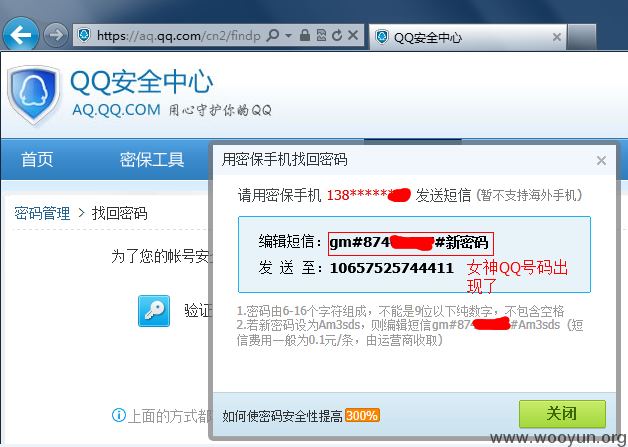 https://aq.qq.com/cn2/findp
QQ安全中心
QQ安全中心
AQ.QQ.COM 用心守护你的QQ
首页 密保工具
用密保手机找回密码
请用密保手机 138****** 发送短信 (暂不支持海外手机)
密码管理 > 找回密码
编辑短信：gm#874 #新密码
为了您的帐号安全
发 送 至：10657525744411 女神QQ号码出
现了
验证
1.密码由6-16个字符组成，不能是9位以下纯数字，不包含空格
2.若新密码设为Am3sds，则编辑短信gm#874 #Am3sds（短
信费用一般为0.1元/条，由运营商收取）
上面的方式都
如何使密码安全性提高 300%
关闭
www.wooyun.org